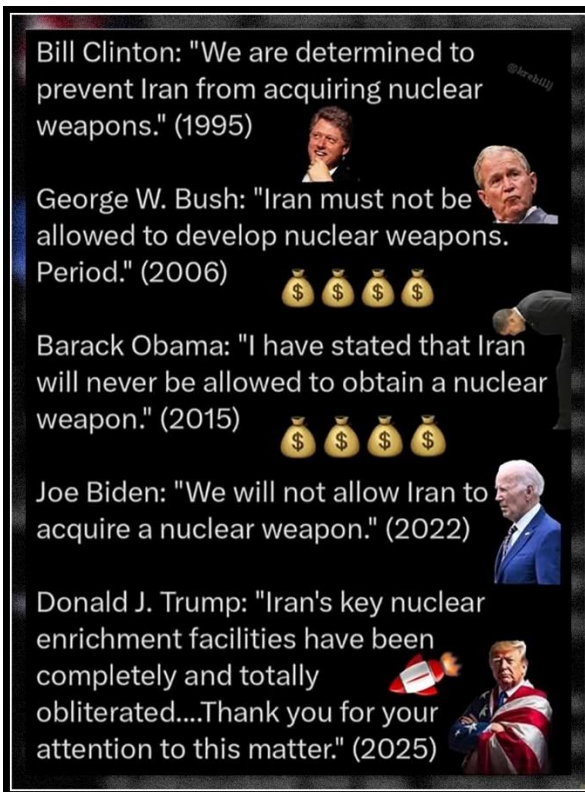 Bill Clinton: "We are determined to
prevent Iran from acquiring nuclear
weapons." (1995)
@krebillj
George W. Bush: "Iran must not be
allowed to develop nuclear weapons.
Period." (2006)
$ $ $ $
Barack Obama: "I have stated that Iran
will never be allowed to obtain a nuclear
weapon." (2015)
$ $ $ $
Joe Biden: "We will not allow Iran to
acquire a nuclear weapon." (2022)
Donald J. Trump: "Iran's key nuclear
enrichment facilities have been
completely and totally
obliterated....Thank you for your
attention to this matter." (2025)